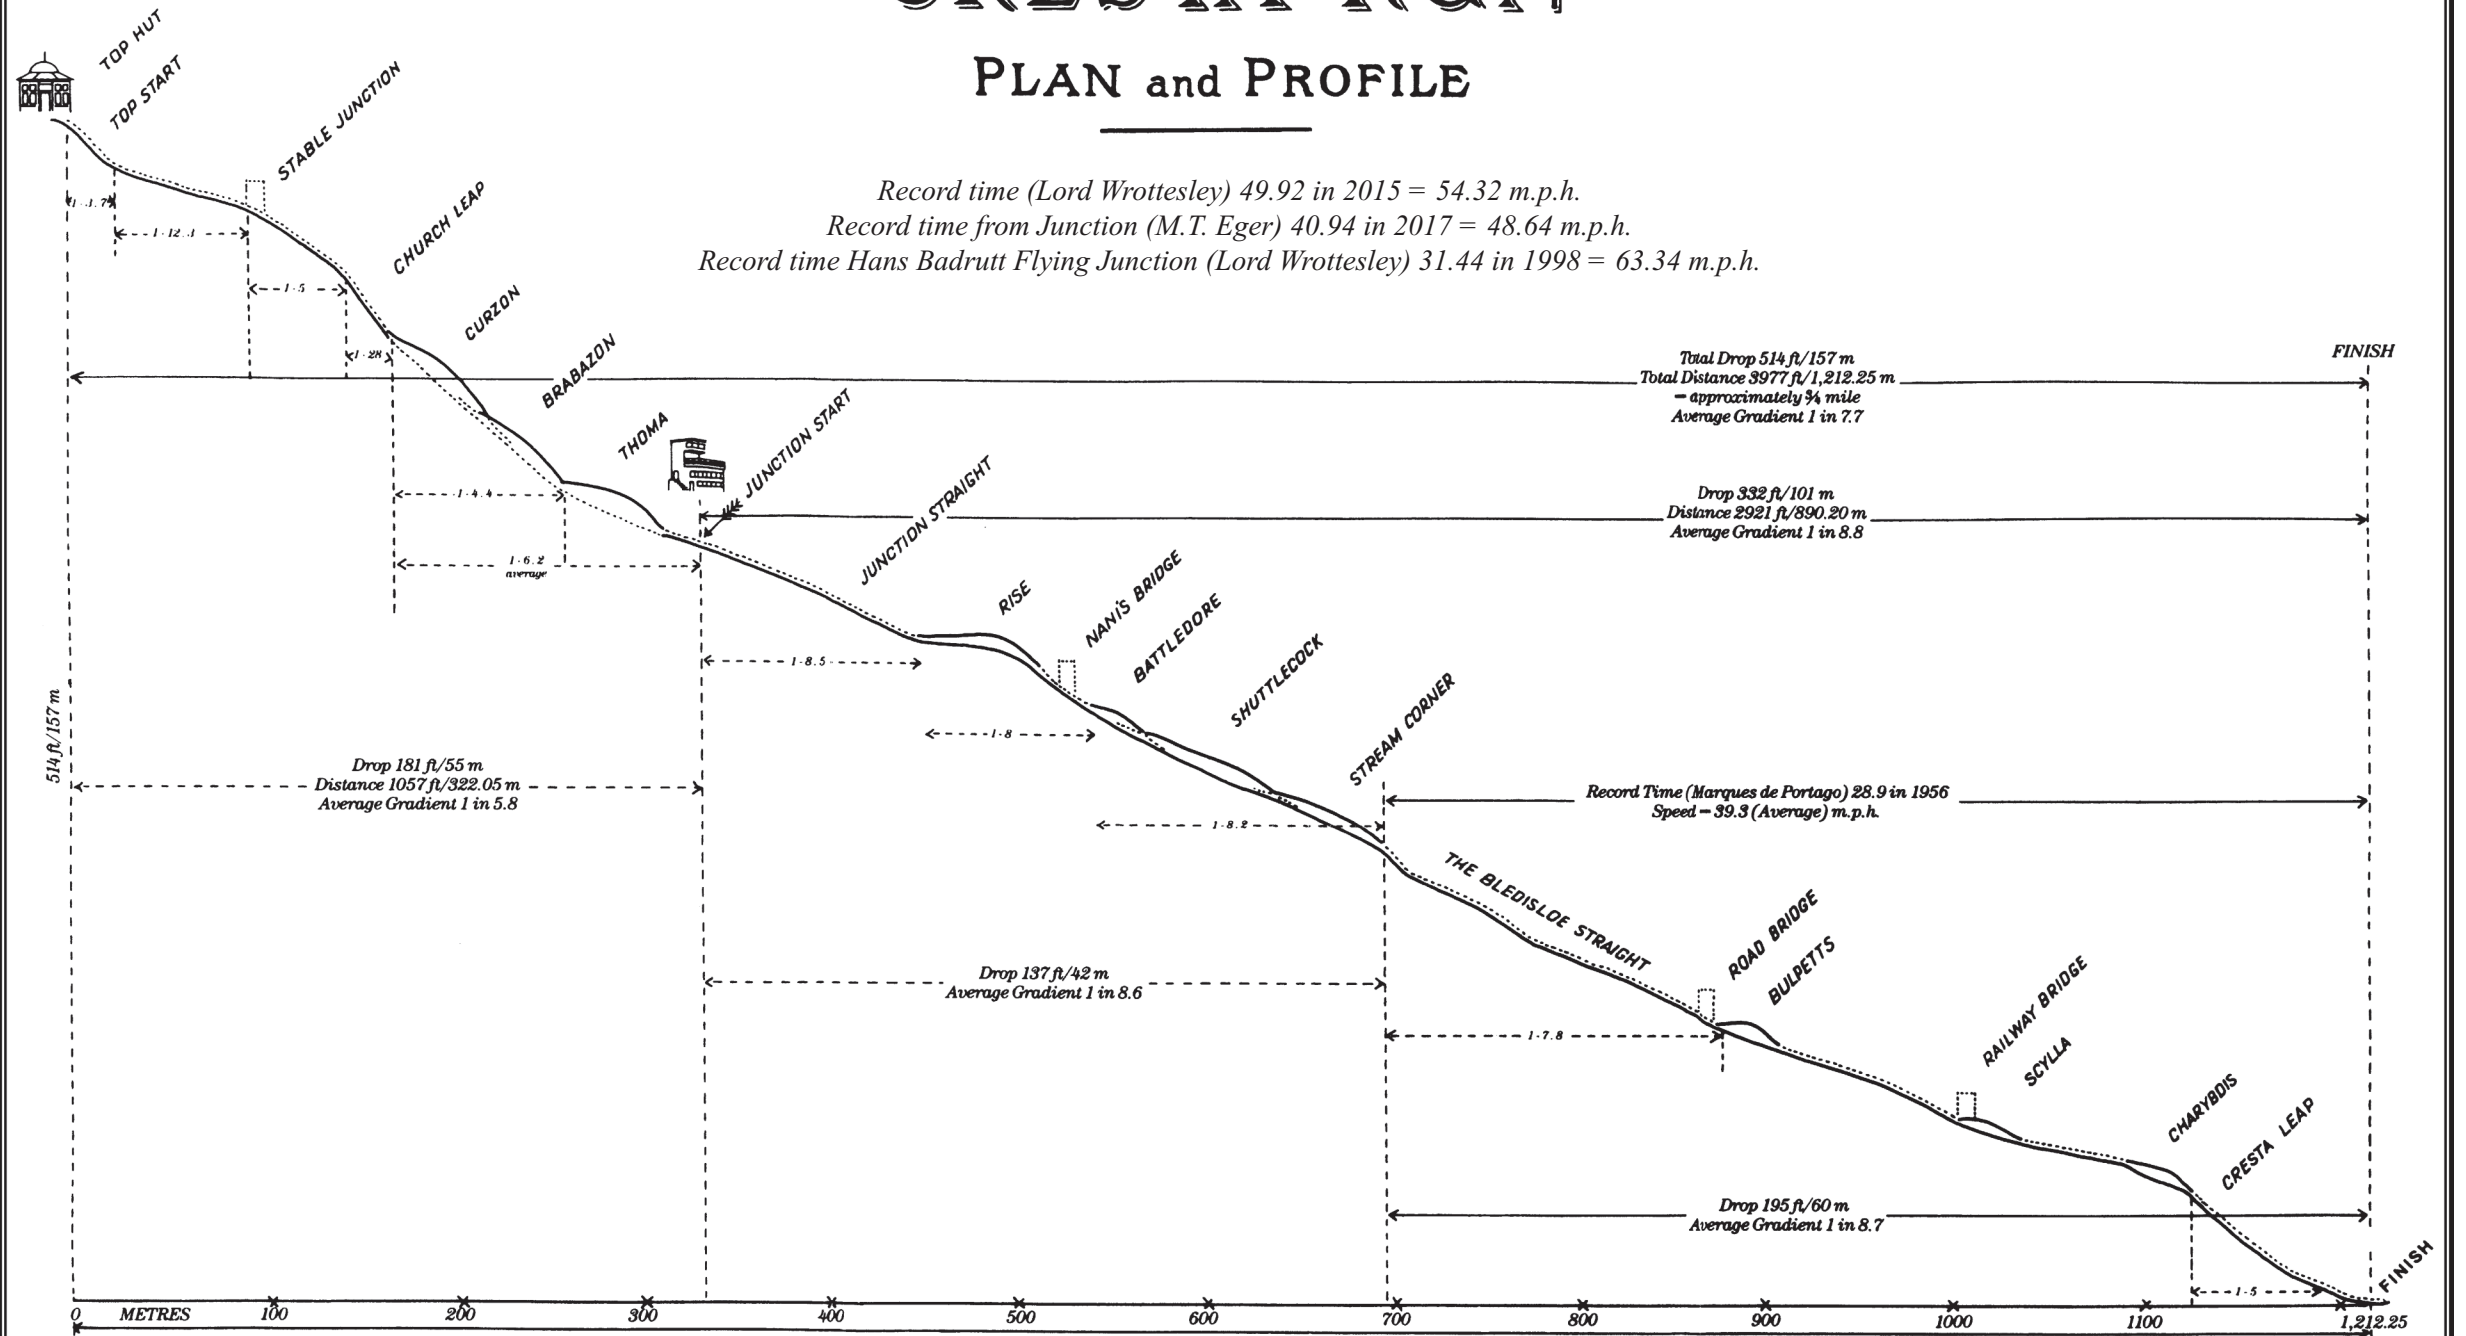 CRESTA RUN
PLAN and PROFILE
Record time (Lord Wrottesley) 49.92 in 2015 = 54.32 m.p.h.
Record time from Junction (M.T. Eger) 40.94 in 2017 = 48.64 m.p.h.
Record time Hans Badrutt Flying Junction (Lord Wrottesley) 31.44 in 1998 = 63.34 m.p.h.
TOP HUT
TOP START
STABLE JUNCTION
CHURCH LEAP
CURZON
BRABAZON
THOMA
JUNCTION START
JUNCTION STRAIGHT
RISE
NANI'S BRIDGE
BATTLEDORE
SHUTTLECOCK
STREAM CORNER
THE BLEDISLOE STRAIGHT
ROAD BRIDGE
BULPETTS
RAILWAY BRIDGE
SCYLLA
CHARYBDIS
CRESTA LEAP
FINISH
1-5
1-28
1-4.4
1-6.2
average
1-8.5
1-8
1-8.2
1-7.8
1-5
FINISH
Total Drop 514 ft/157 m
Total Distance 3977 ft/1,212.25 m
– approximately ¾ mile
Average Gradient 1 in 7.7
Drop 332 ft/101 m
Distance 2921 ft/890.20 m
Average Gradient 1 in 8.8
514 ft/157 m
Drop 181 ft/55 m
Distance 1057 ft/322.05 m
Average Gradient 1 in 5.8
Record Time (Marques de Portago) 28.9 in 1956
Speed – 39.3 (Average) m.p.h.
Drop 137 ft/42 m
Average Gradient 1 in 8.6
Drop 195 ft/60 m
Average Gradient 1 in 8.7
0 METRES 100 200 300 400 500 600 700 800 900 1000 1100 1,212.25